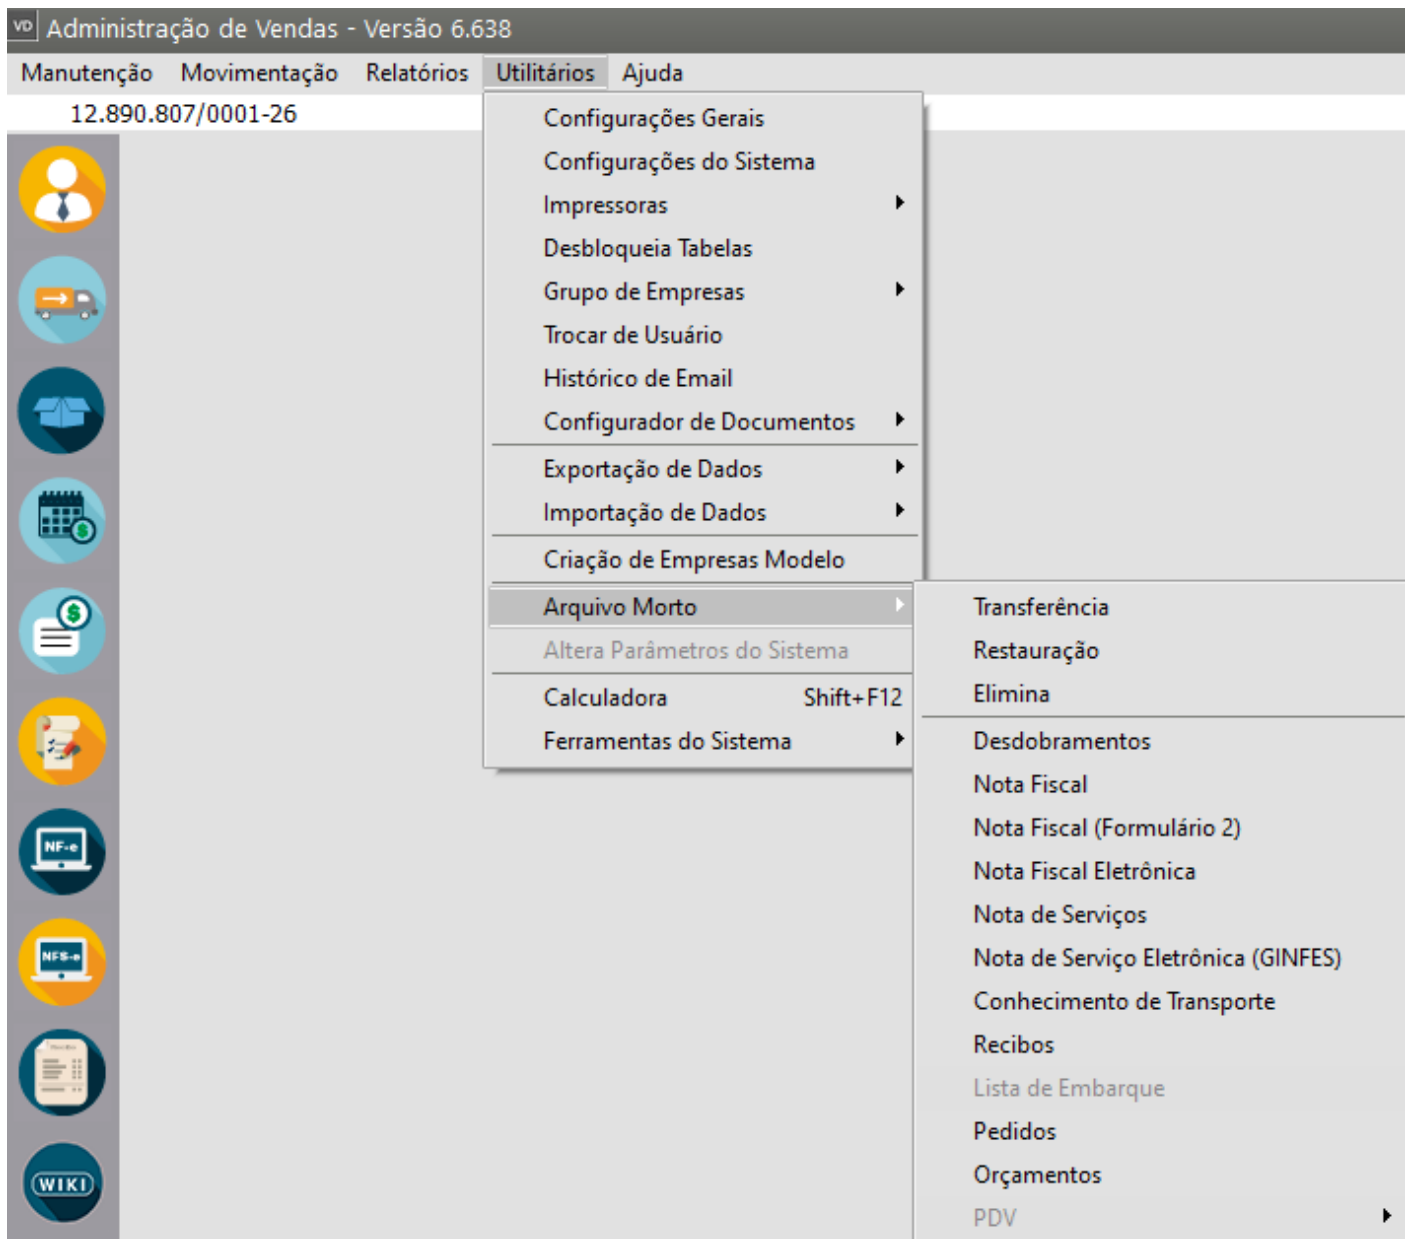 VD Administração de Vendas - Versão 6.638
Manutenção Movimentação Relatórios Utilitários Ajuda
12.890.807/0001-26
Configurações Gerais
Configurações do Sistema
Impressoras
Desbloqueia Tabelas
Grupo de Empresas
Trocar de Usuário
Histórico de Email
Configurador de Documentos
Exportação de Dados
Importação de Dados
Criação de Empresas Modelo
Arquivo Morto
Altera Parâmetros do Sistema
Calculadora Shift+F12
Ferramentas do Sistema
Transferência
Restauração
Elimina
Desdobramentos
Nota Fiscal
Nota Fiscal (Formulário 2)
Nota Fiscal Eletrônica
Nota de Serviços
Nota de Serviço Eletrônica (GINFES)
Conhecimento de Transporte
Recibos
Lista de Embarque
Pedidos
Orçamentos
PDV
$
$
NF-e
NFS-e
WIKI